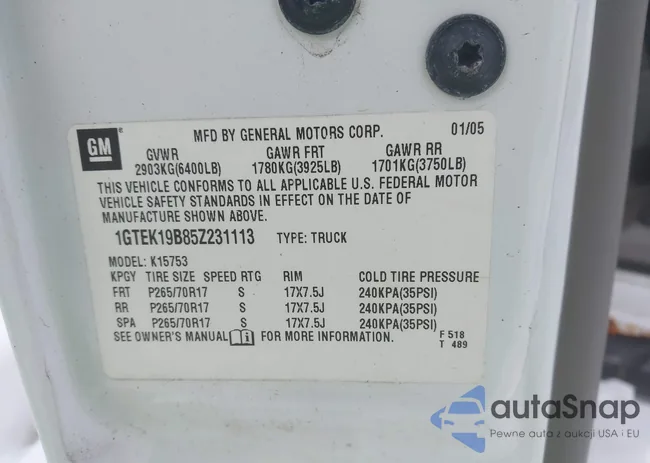 GM
MFD BY GENERAL MOTORS CORP. 01/05
GVWR GAWR FRT GAWR RR
2903KG(6400LB) 1780KG(3925LB) 1701KG(3750LB)
THIS VEHICLE CONFORMS TO ALL APPLICABLE U.S. FEDERAL MOTOR
VEHICLE SAFETY STANDARDS IN EFFECT ON THE DATE OF
MANUFACTURE SHOWN ABOVE.
1GTEK19B85Z231113 TYPE: TRUCK
MODEL: K15753
KPGY TIRE SIZE SPEED RTG RIM COLD TIRE PRESSURE
FRT P265/70R17 S 17X7.5J 240KPA(35PSI)
RR P265/70R17 S 17X7.5J 240KPA(35PSI)
SPA P265/70R17 S 17X7.5J 240KPA(35PSI)
SEE OWNER'S MANUAL FOR MORE INFORMATION.
F 518
T 489
autaSnap
Pewne auta z aukcji USA i EU